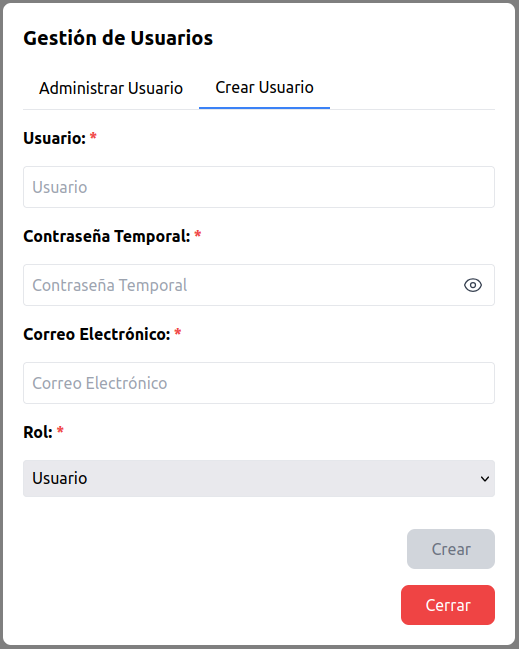 Gestión de Usuarios
Administrar Usuario Crear Usuario
Usuario: *
Usuario
Contraseña Temporal: *
Contraseña Temporal
Correo Electrónico: *
Correo Electrónico
Rol: *
Usuario
Crear
Cerrar